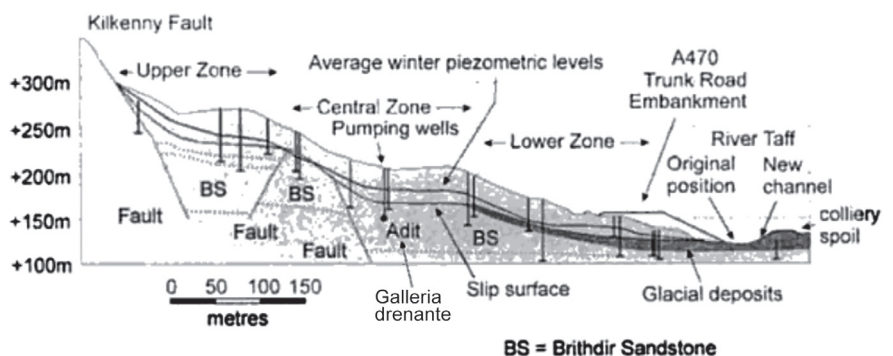 Kilkenny Fault
+300m
+250m
+200m
+150m
+100m
Upper Zone
Average winter piezometric levels
Central Zone
Pumping wells
Lower Zone
A470
Trunk Road
Embankment
River Taff
Original
position
New
channel
colliery
spoil
BS
BS
BS
Fault
Fault
Fault
Adit
Galleria
drenante
Slip surface
Glacial deposits
0 50 100 150
metres
BS = Brithdir Sandstone